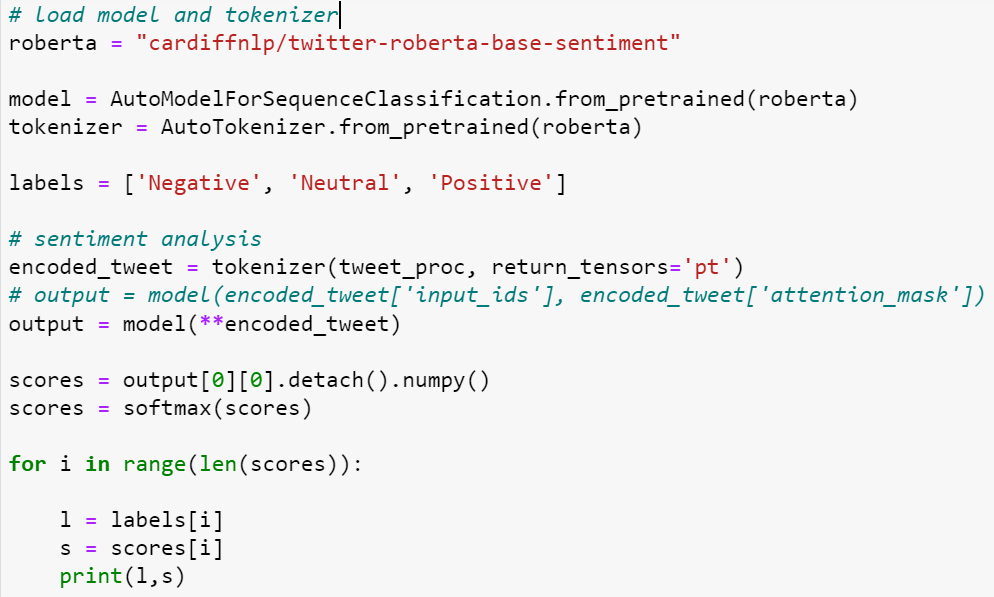 # load model and tokenizer
roberta = "cardiffnlp/twitter-roberta-base-sentiment"
model = AutoModelForSequenceClassification.from_pretrained(roberta)
tokenizer = AutoTokenizer.from_pretrained(roberta)
labels = ['Negative', 'Neutral', 'Positive']
# sentiment analysis
encoded_tweet = tokenizer(tweet_proc, return_tensors='pt')
# output = model(encoded_tweet['input_ids'], encoded_tweet['attention_mask'])
output = model(**encoded_tweet)
scores = output[0][0].detach().numpy()
scores = softmax(scores)
for i in range(len(scores)):
    l = labels[i]
    s = scores[i]
    print(l,s)